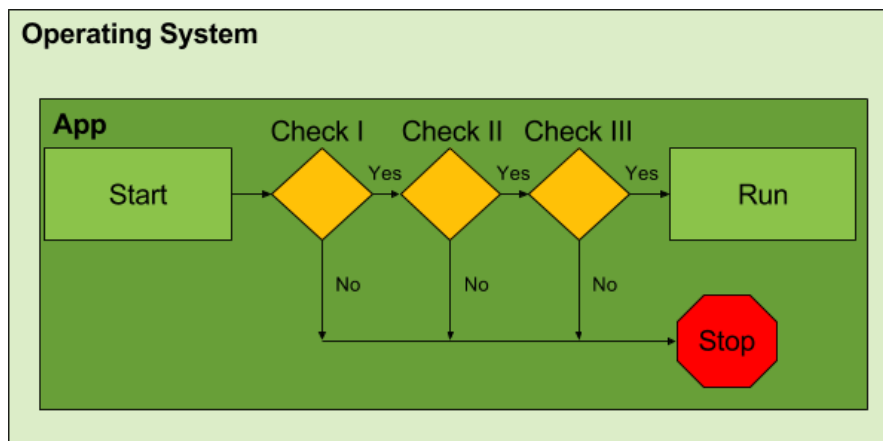 Operating System
App
Check I
Check II
Check III
Start
Yes
Yes
Yes
Run
No
No
No
Stop